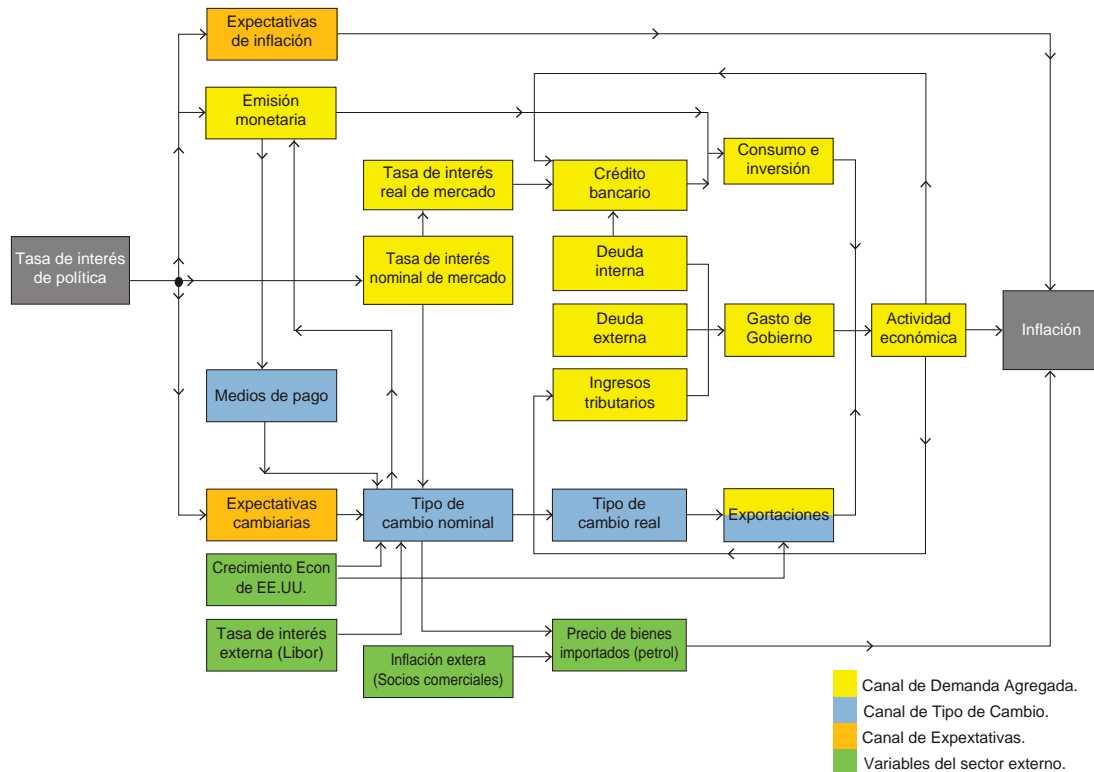 Expectativas
de inflación
Emisión
monetaria
Consumo e
inversión
Tasa de interés
real de mercado
Crédito
bancario
Tasa de interés
de política
Tasa de interés
nominal de mercado
Deuda
interna
Deuda
externa
Gasto de
Gobierno
Actividad
económica
Inflación
Medios de pago
Ingresos
tributarios
Expectativas
cambiarias
Tipo de
cambio nominal
Tipo de
cambio real
Exportaciones
Crecimiento Econ
de EE.UU.
Tasa de interés
externa (Libor)
Inflación extera
(Socios comerciales)
Precio de bienes
importados (petrol)
Canal de Demanda Agregada.
Canal de Tipo de Cambio.
Canal de Expextativas.
Variables del sector externo.